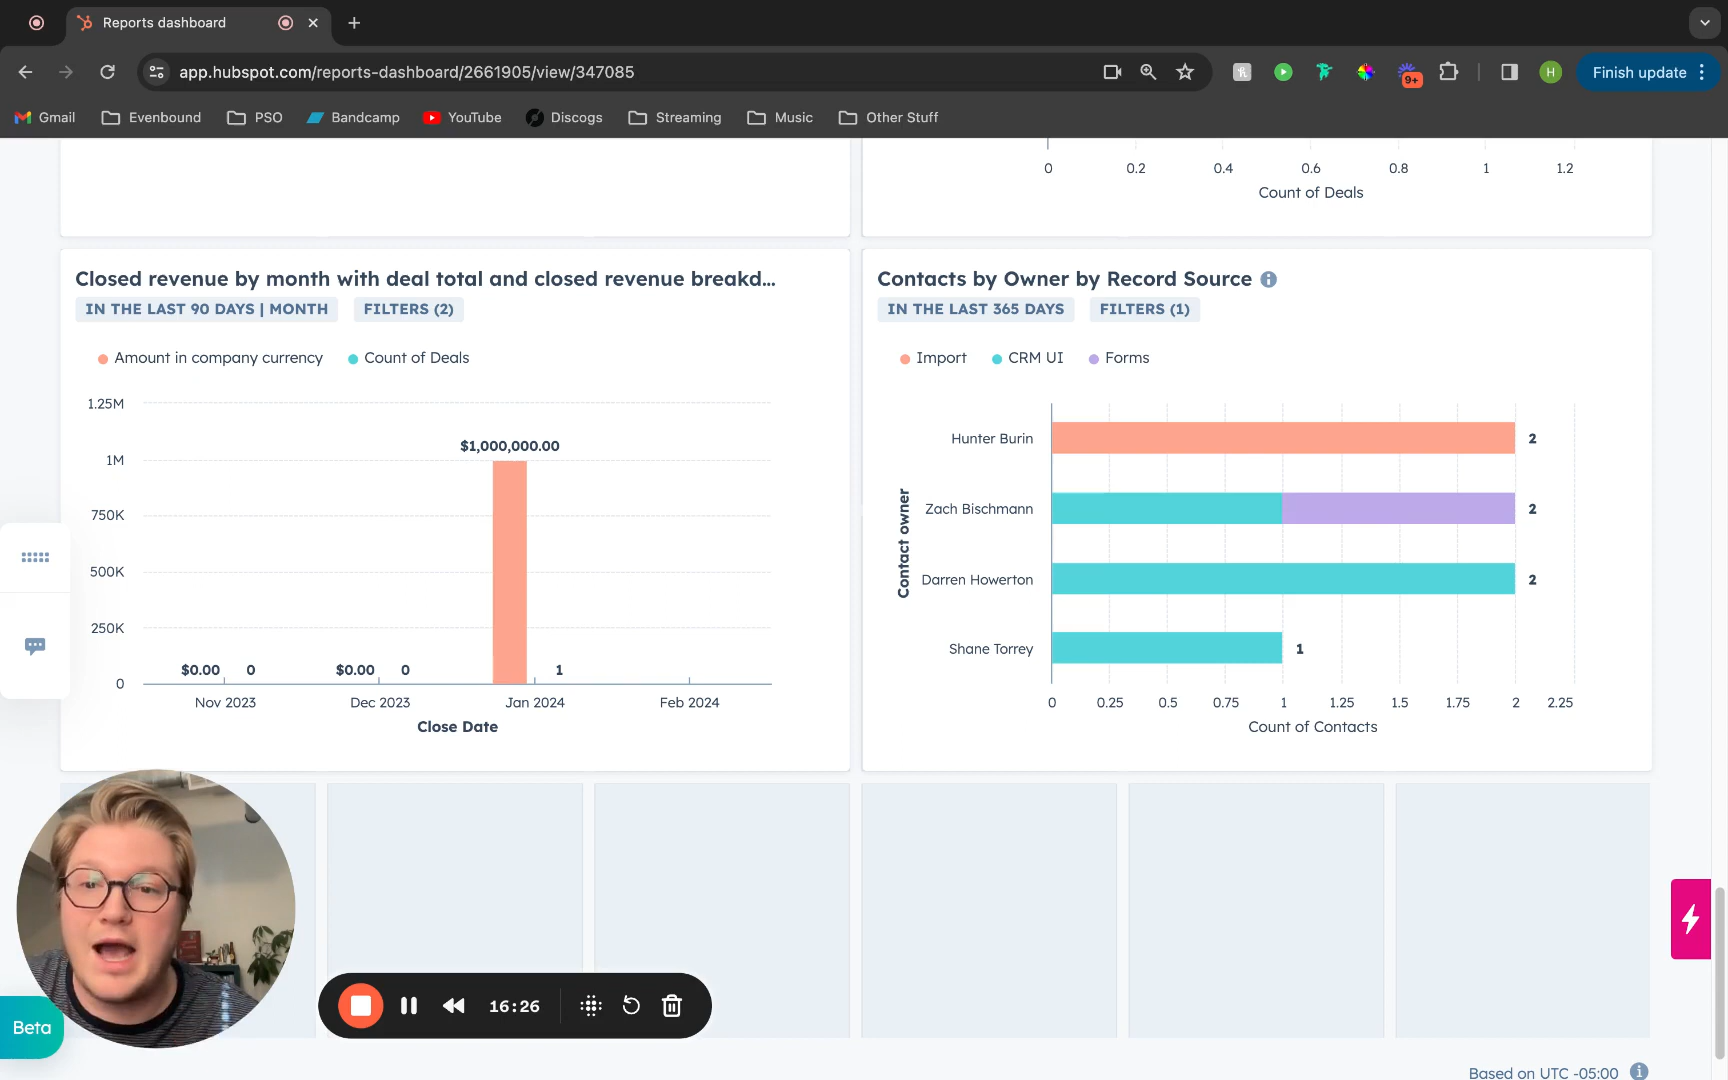 Reports dashboard
app.hubspot.com/reports-dashboard/2661905/view/347085
9+
H
Finish update
Gmail
Evenbound
PSO
Bandcamp
YouTube
Discogs
Streaming
Music
Other Stuff
0 0.2 0.4 0.6 0.8 1 1.2
Count of Deals
Closed revenue by month with deal total and closed revenue breakd...
IN THE LAST 90 DAYS | MONTH
FILTERS (2)
Amount in company currency
Count of Deals
1.25M
1M
750K
500K
250K
0
$1,000,000.00
$0.00 0 $0.00 0 1
Nov 2023 Dec 2023 Jan 2024 Feb 2024
Close Date
Contacts by Owner by Record Source
IN THE LAST 365 DAYS
FILTERS (1)
Import
CRM UI
Forms
Contact owner
Hunter Burin 2
Zach Bischmann 2
Darren Howerton 2
Shane Torrey 1
0 0.25 0.5 0.75 1 1.25 1.5 1.75 2 2.25
Count of Contacts
16:26
Beta
Based on UTC -05:00